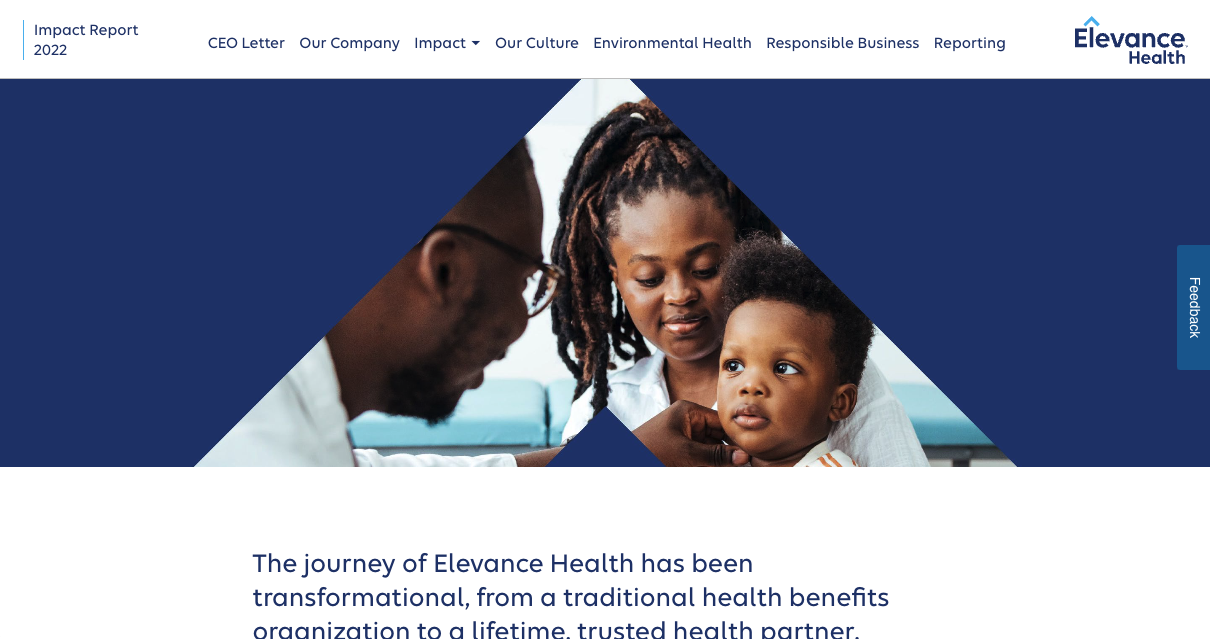 Impact Report
2022
CEO Letter Our Company Impact Our Culture Environmental Health Responsible Business Reporting
Elevance
Health
Feedback
The journey of Elevance Health has been
transformational, from a traditional health benefits
organization to a lifetime, trusted health partner.